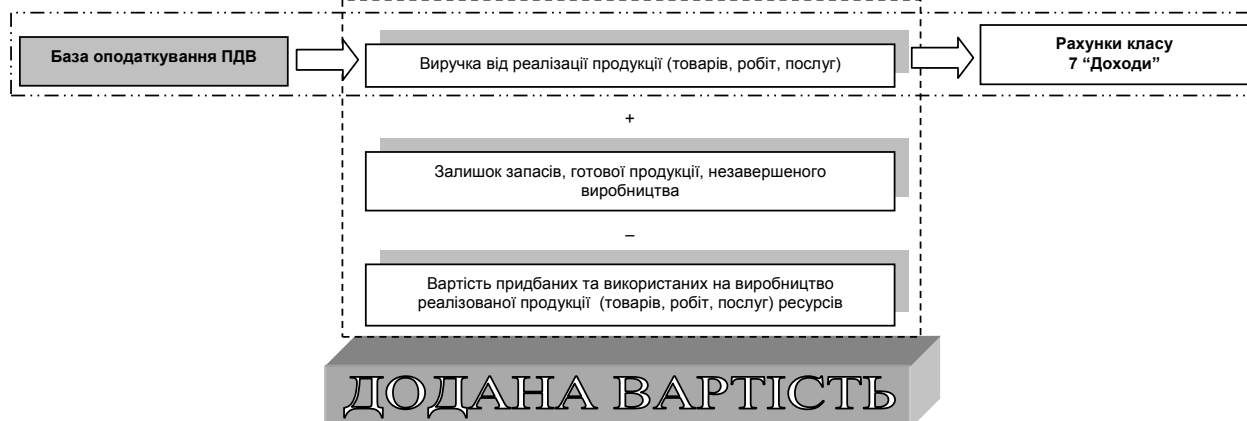 База оподаткування ПДВ
Виручка від реалізації продукції (товарів, робіт, послуг)
Рахунки класу
7 “Доходи”
+
Залишок запасів, готової продукції, незавершеного
виробництва
–
Вартість придбаних та використаних на виробництво
реалізованої продукції (товарів, робіт, послуг) ресурсів
ДОДАНА ВАРТІСТЬ